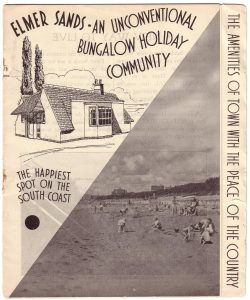 ELMER SANDS - AN UNCONVENTIONAL
BUNGALOW HOLIDAY
COMMUNITY
THE HAPPIEST
SPOT ON THE
SOUTH COAST
THE AMENITIES OF TOWN WITH THE PEACE OF THE COUNTRY